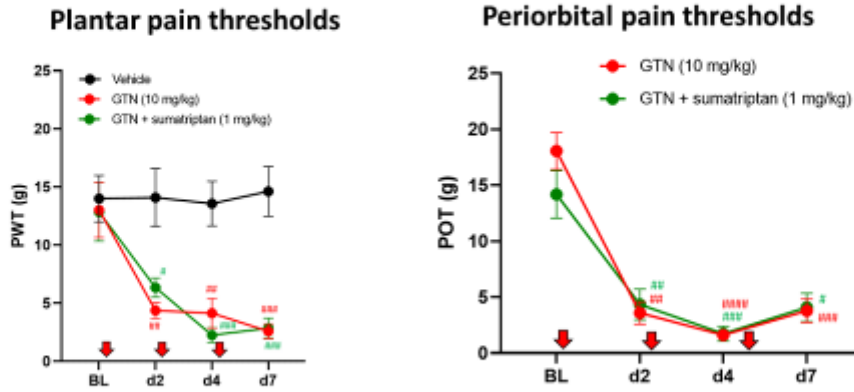 Plantar pain thresholds
25
20
15
10
5
0
PWT (g)
Vehicle
GTN (10 mg/kg)
GTN + sumatriptan (1 mg/kg)
#
##
##
###
###
###
BL d2 d4 d7
Periorbital pain thresholds
25
20
15
10
5
0
POT (g)
GTN (10 mg/kg)
GTN + sumatriptan (1 mg/kg)
##
##
####
###
#
###
BL d2 d4 d7